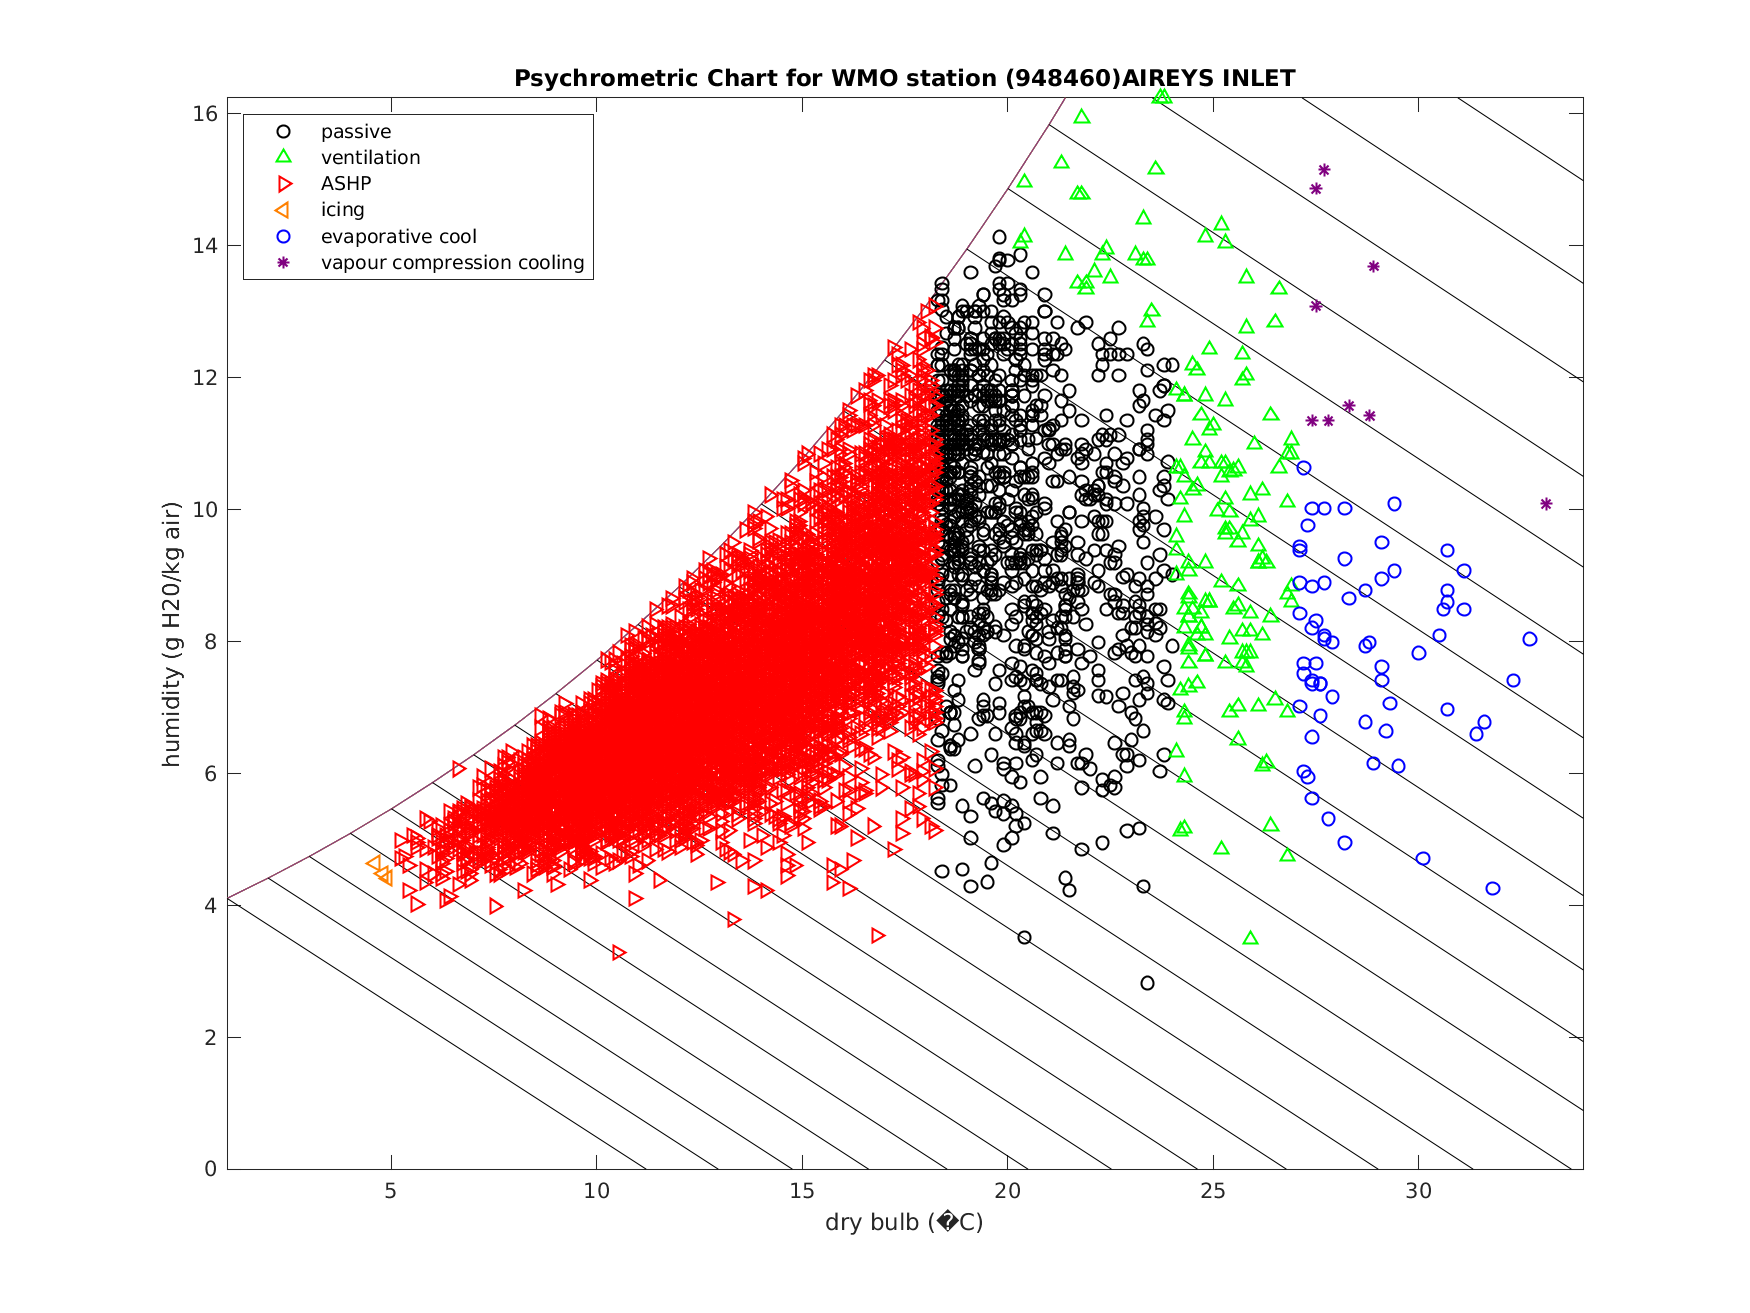 Psychrometric Chart for WMO station (948460)AIREYS INLET
passive
ventilation
ASHP
icing
evaporative cool
vapour compression cooling
humidity (g H20/kg air)
16
14
12
10
8
6
4
2
0
5 10 15 20 25 30
dry bulb (�C)